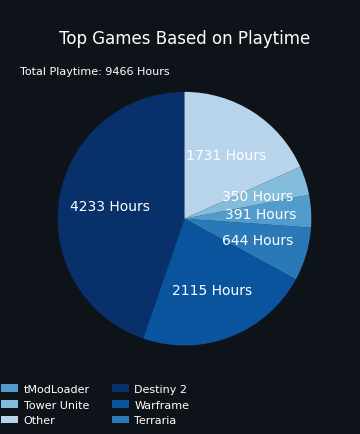 Top Games Based on Playtime
Total Playtime: 9466 Hours
1731 Hours
350 Hours
4233 Hours
391 Hours
644 Hours
2115 Hours
tModLoader
Tower Unite
Other
Destiny 2
Warframe
Terraria